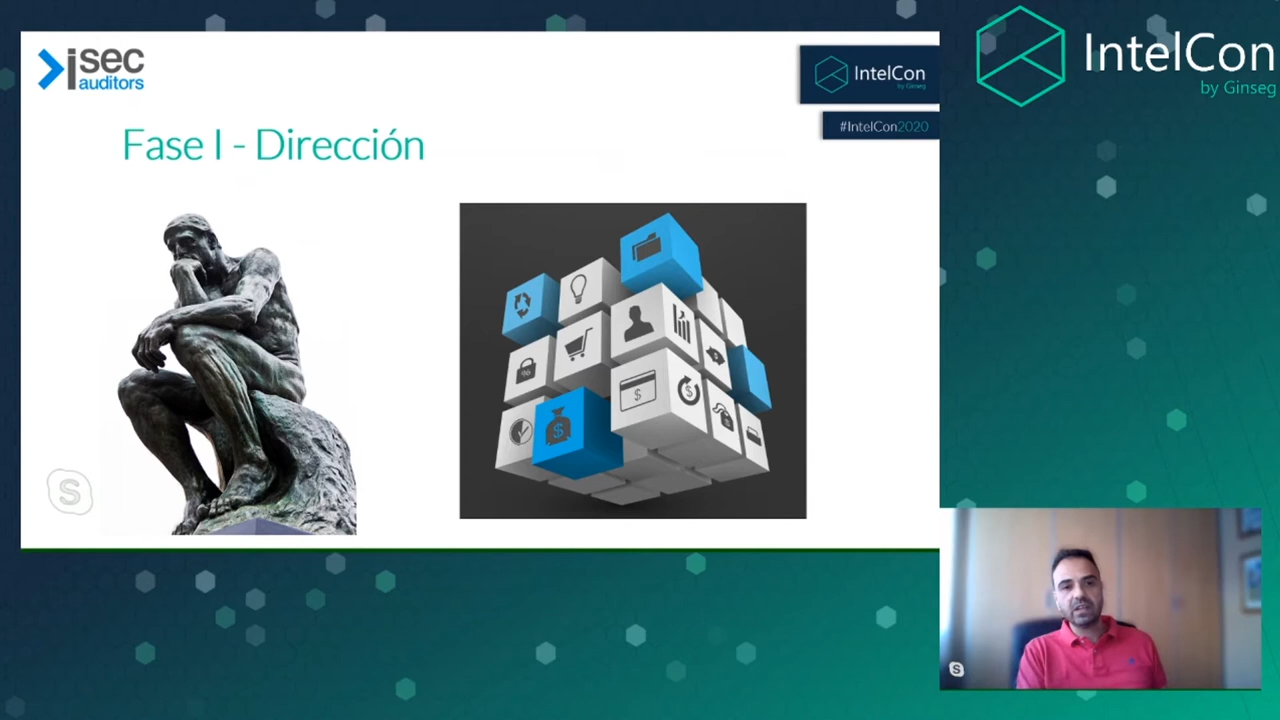 isec
auditors
IntelCon
by Ginseg
#IntelCon2020
Fase I - Dirección
IntelCon
by Ginseg